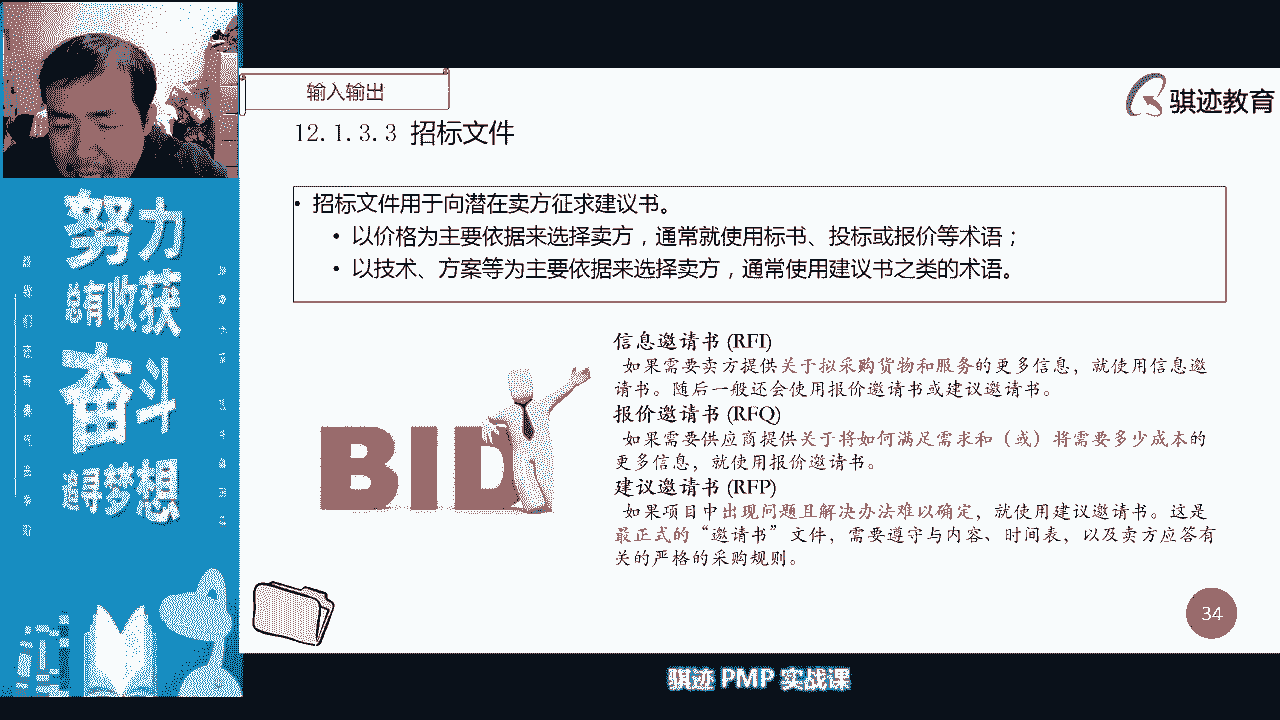 输入输出
骐迹教育
12.1.3.3 招标文件
• 招标文件用于向潜在卖方征求建议书。
• 以价格为主要依据来选择卖方，通常就使用标书、投标或报价等术语；
• 以技术、方案等为主要依据来选择卖方，通常使用建议书之类的术语。
努力
总有收获
奋斗
追寻梦想
BID
信息邀请书 (RFI)
如果需要卖方提供关于拟采购货物和服务的更多信息，就使用信息邀
请书。随后一般还会使用报价邀请书或建议邀请书。
报价邀请书 (RFQ)
如果需要供应商提供关于将如何满足需求和（或）将需要多少成本的
更多信息，就使用报价邀请书。
建议邀请书 (RFP)
如果项目中出现问题且解决办法难以确定，就使用建议邀请书。这是
最正式的“邀请书”文件，需要遵守与内容、时间表，以及卖方应答有
关的严格的采购规则。
34
骐迹 PMP 实战课